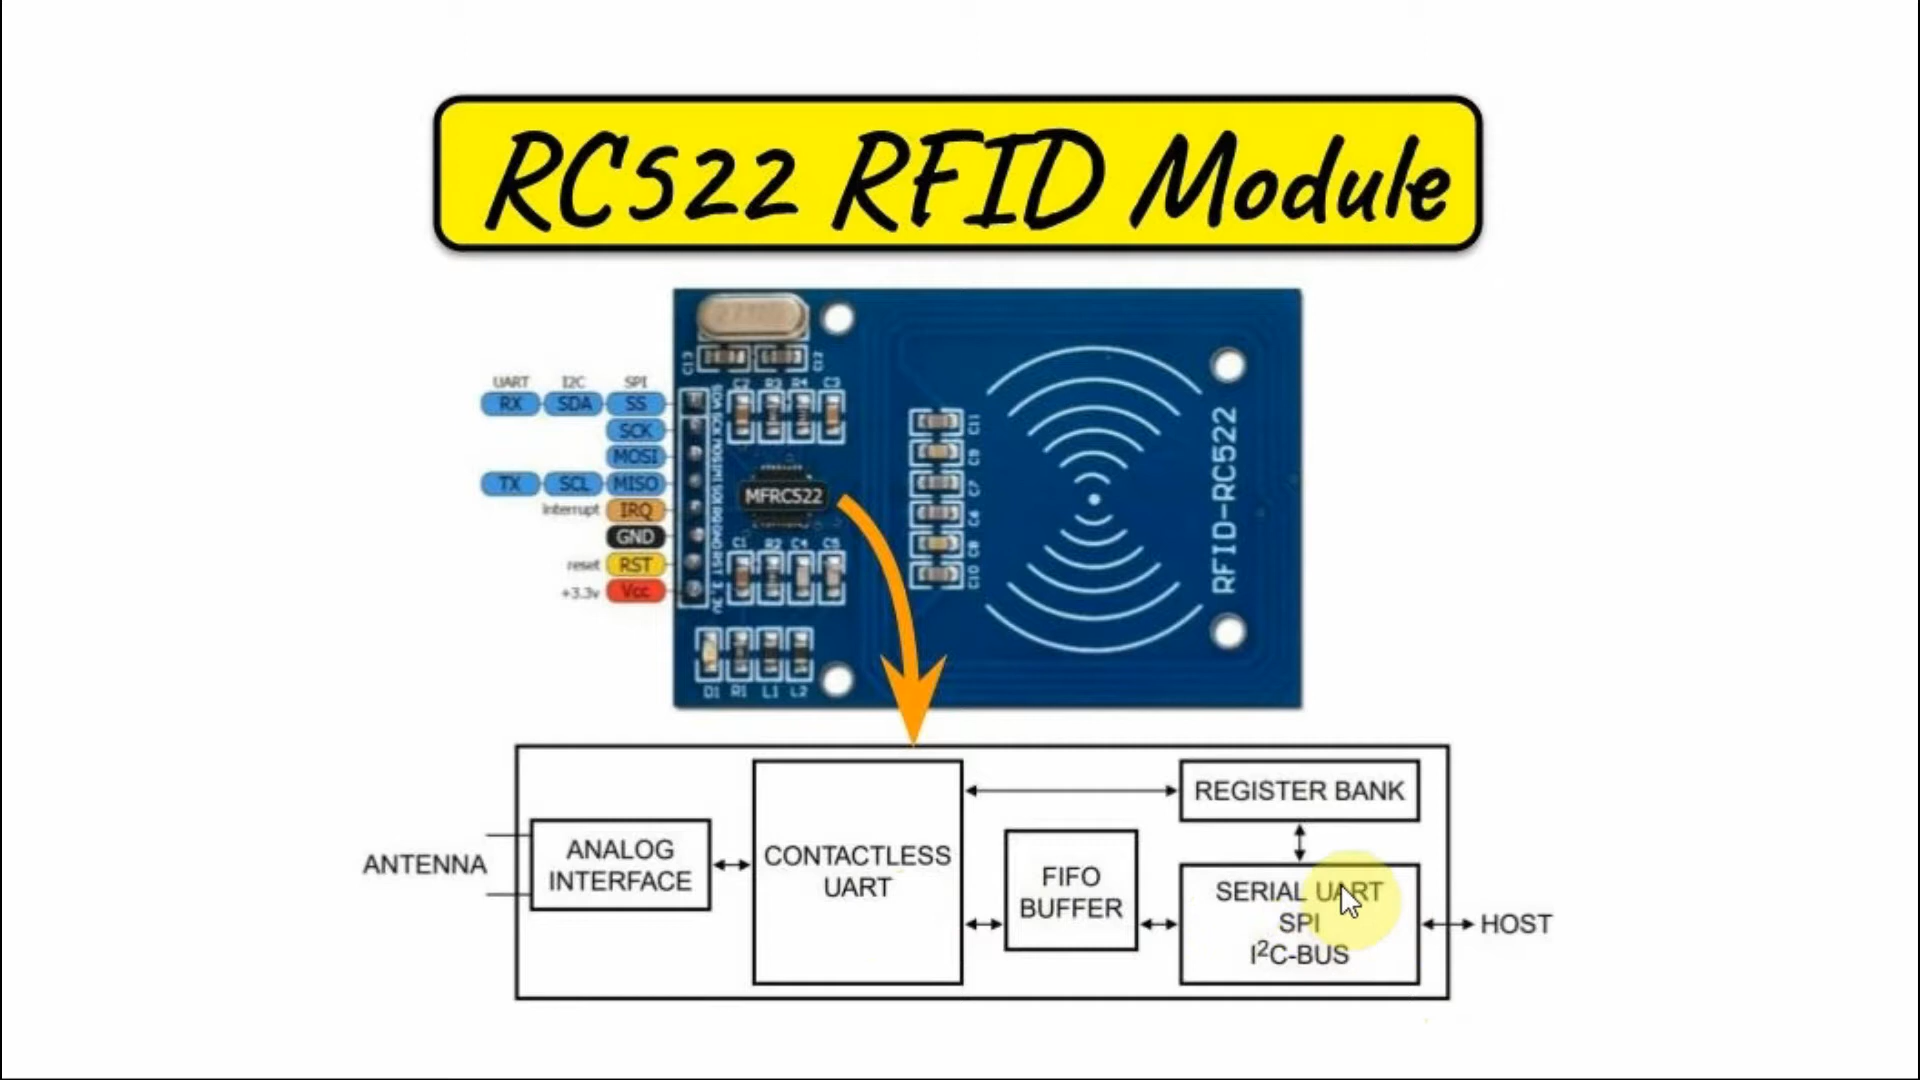 RC522 RFID Module
UART I2C SPI
RX SDA SS
SCK
MOSI
TX SCL MISO
Interrupt IRQ
GND
reset RST
+3.3v Vcc
C13 C12
C2 R3 R4 C3
MFRC522
C1 R2 C4 C5
D1 R1 L1 L2
C11
C9
C7
C6
C8
C10
RFID-RC522
ANTENNA
ANALOG
INTERFACE
CONTACTLESS
UART
FIFO
BUFFER
REGISTER BANK
SERIAL UART
SPI
I²C-BUS
HOST